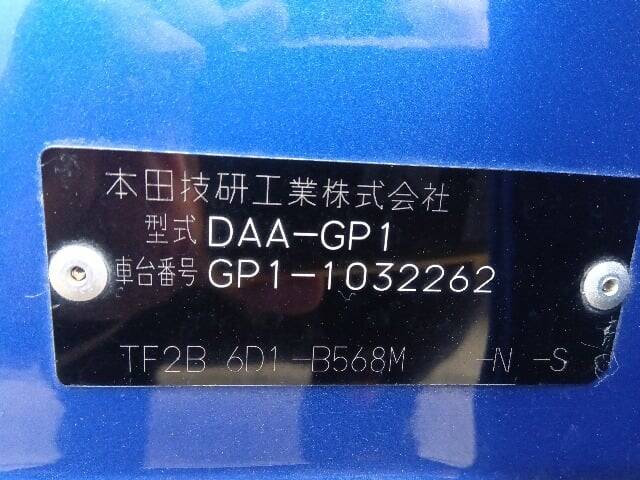 本田技研工業株式会社
型式 DAA-GP1
車台番号 GP1-1032262
TF2B 6D1-B568M -N -S